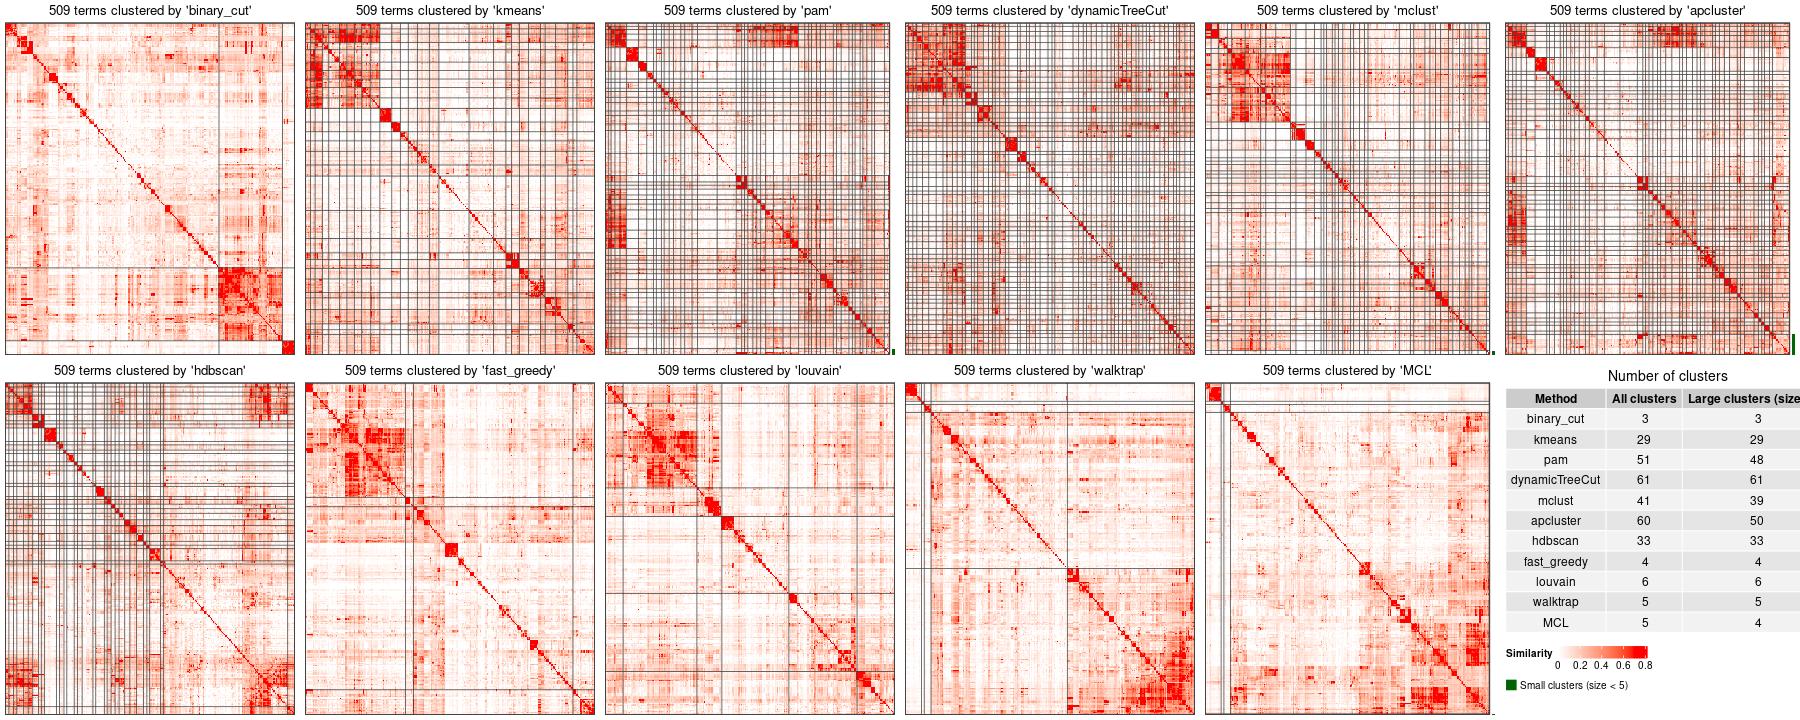 509 terms clustered by 'binary_cut'
509 terms clustered by 'kmeans'
509 terms clustered by 'pam'
509 terms clustered by 'dynamicTreeCut'
509 terms clustered by 'mclust'
509 terms clustered by 'apcluster'
509 terms clustered by 'hdbscan'
509 terms clustered by 'fast_greedy'
509 terms clustered by 'louvain'
509 terms clustered by 'walktrap'
509 terms clustered by 'MCL'
Number of clusters
Method All clusters Large clusters (size
binary_cut 3 3
kmeans 29 29
pam 51 48
dynamicTreeCut 61 61
mclust 41 39
apcluster 60 50
hdbscan 33 33
fast_greedy 4 4
louvain 6 6
walktrap 5 5
MCL 5 4
Similarity
0 0.2 0.4 0.6 0.8
Small clusters (size < 5)